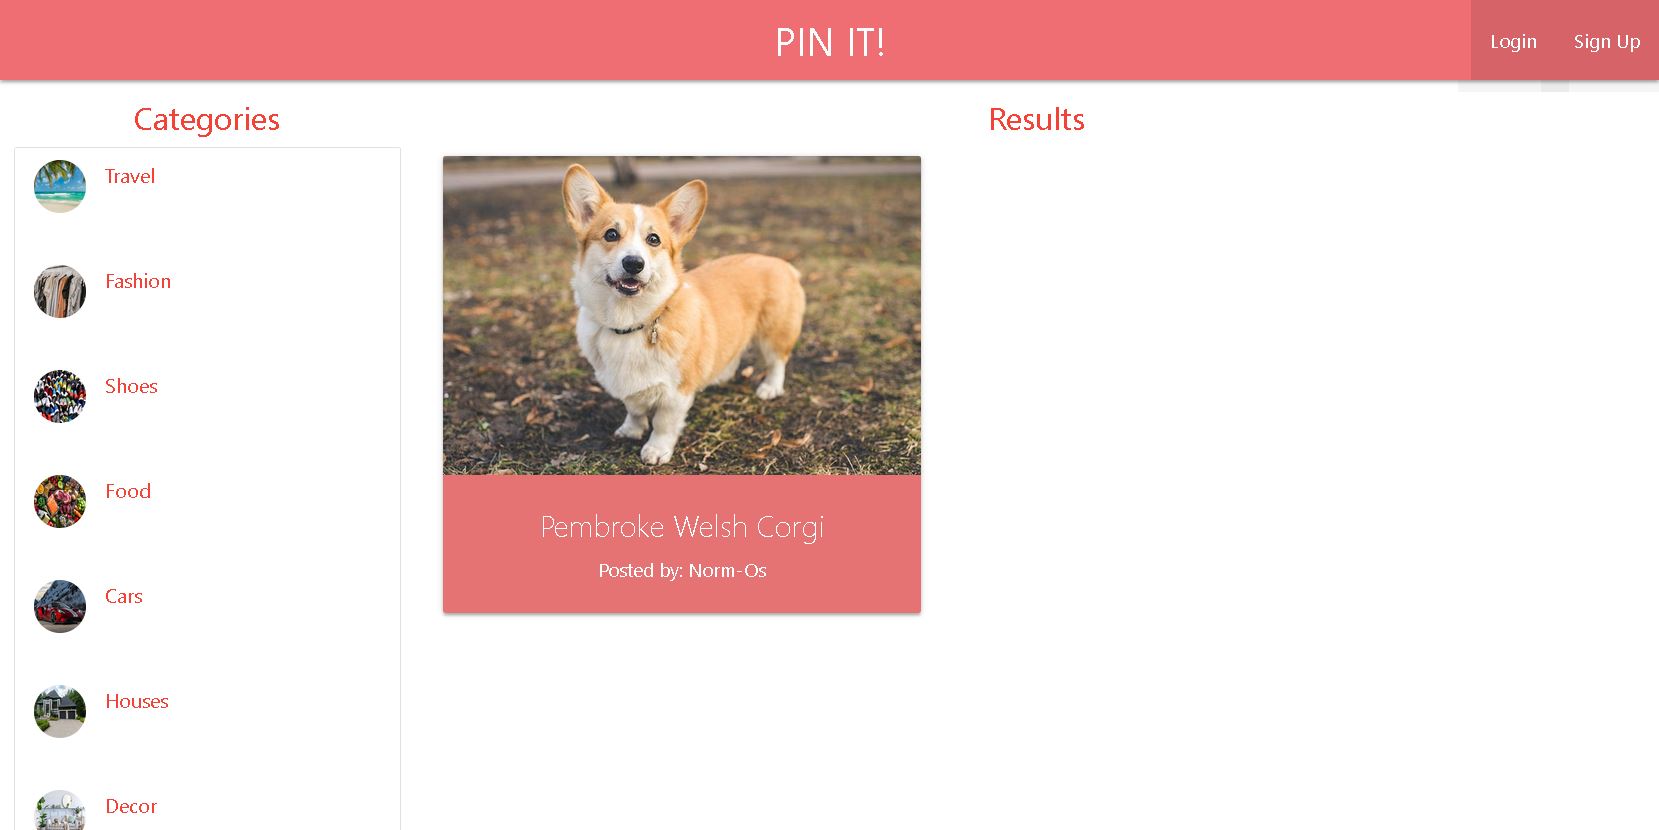 PIN IT!
Login
Sign Up
Categories
Travel
Fashion
Shoes
Food
Cars
Houses
Decor
Results
Pembroke Welsh Corgi
Posted by: Norm-Os